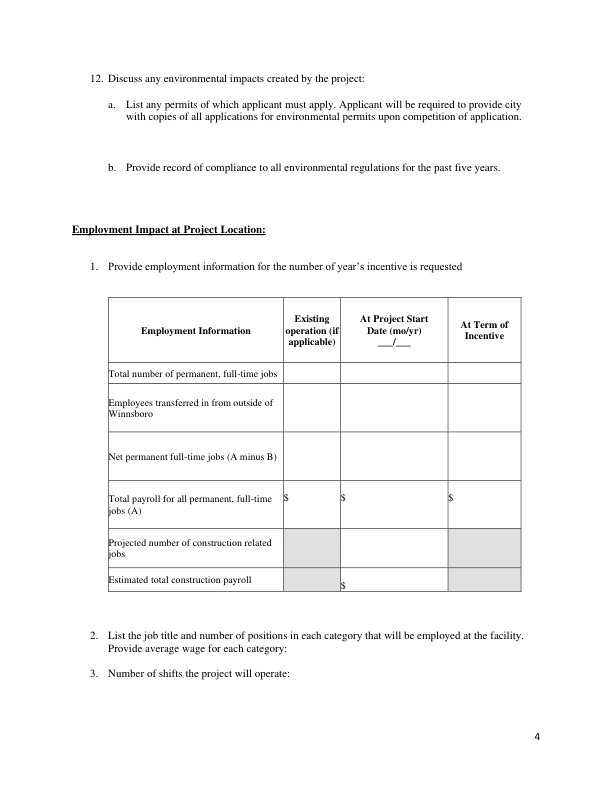 12. Discuss any environmental impacts created by the project:
a. List any permits of which applicant must apply. Applicant will be required to provide city
with copies of all applications for environmental permits upon competition of application.
b. Provide record of compliance to all environmental regulations for the past five years.
Employment Impact at Project Location:
1. Provide employment information for the number of year’s incentive is requested
Employment Information
Existing
operation (if
applicable)
At Project Start
Date (mo/yr)
___/___
At Term of
Incentive
Total number of permanent, full-time jobs
Employees transferred in from outside of
Winnsboro
Net permanent full-time jobs (A minus B)
Total payroll for all permanent, full-time
jobs (A)
$
$
$
Projected number of construction related
jobs
Estimated total construction payroll
$
2. List the job title and number of positions in each category that will be employed at the facility.
Provide average wage for each category:
3. Number of shifts the project will operate:
4